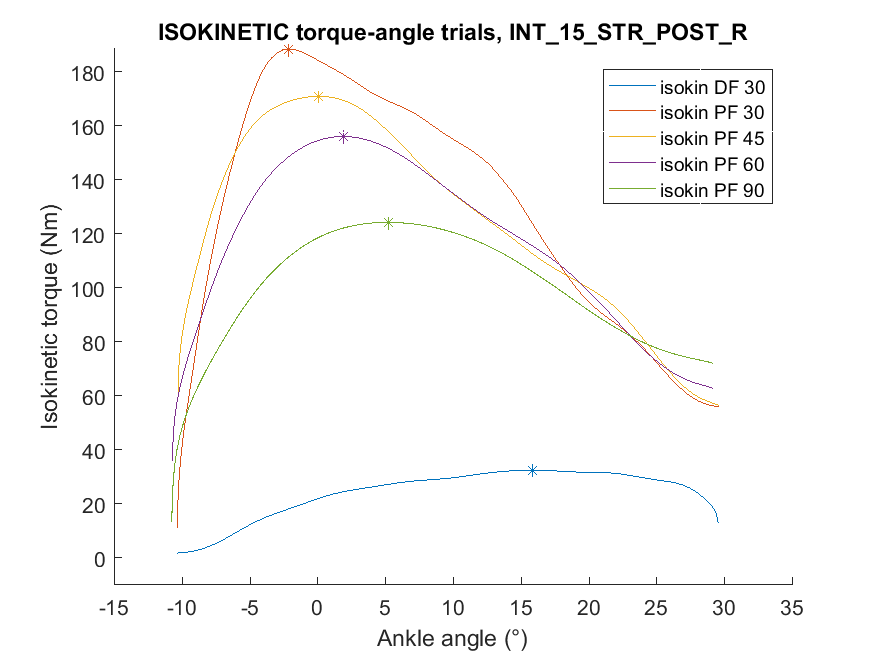 ISOKINETIC torque-angle trials, INT_15_STR_POST_R
180
160
140
120
100
80
60
40
20
0
Isokinetic torque (Nm)
isokin DF 30
isokin PF 30
isokin PF 45
isokin PF 60
isokin PF 90
-15 -10 -5 0 5 10 15 20 25 30 35
Ankle angle (°)